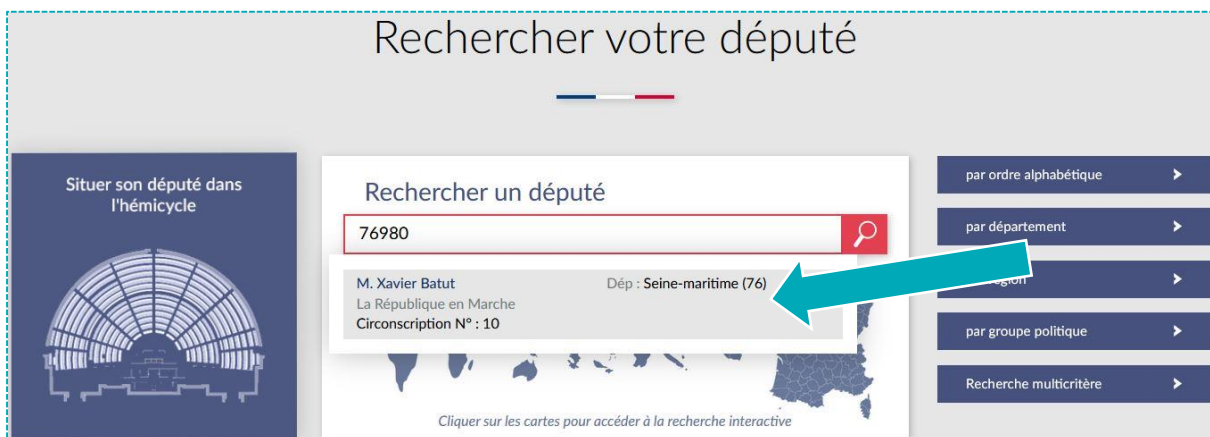 Rechercher votre député
Situer son député dans
l'hémicycle
Rechercher un député
76980
M. Xavier Batut
Dép : Seine-maritime (76)
La République en Marche
Circonscription N° : 10
Cliquer sur les cartes pour accéder à la recherche interactive
par ordre alphabétique
par département
région
par groupe politique
Recherche multicritère